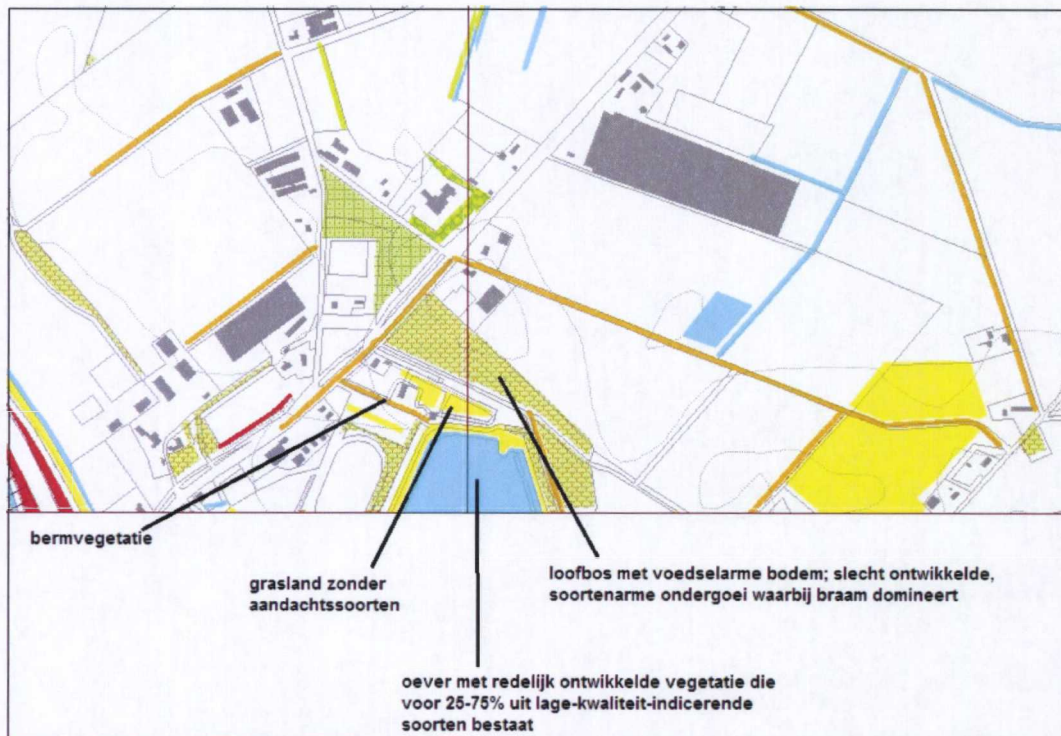 bermvegetatie
grasland zonder
aandachtssoorten
loofbos met voedselarme bodem; slecht ontwikkelde,
soortenarme ondergoei waarbij braam domineert
oever met redelijk ontwikkelde vegetatie die
voor 25-75% uit lage-kwaliteit-indicerende
soorten bestaat